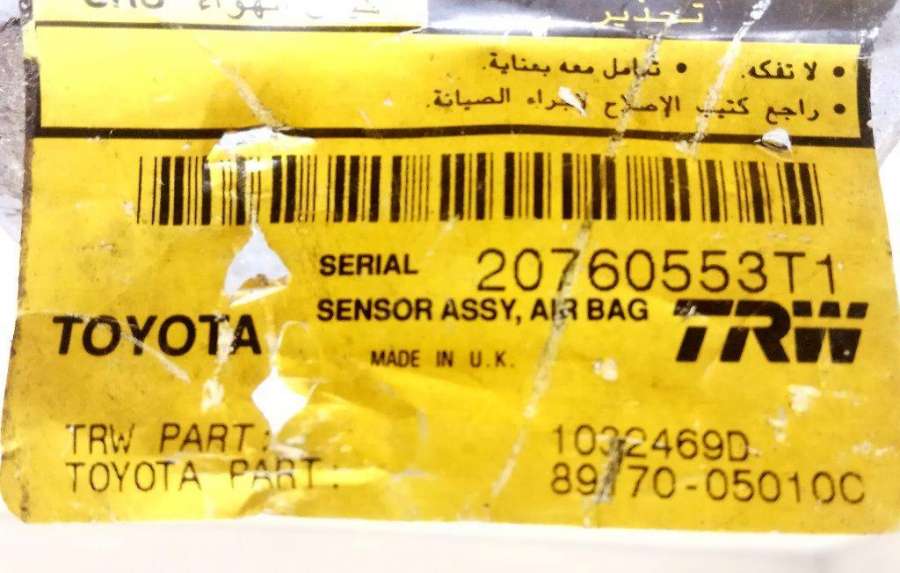 تحذير
• لا تفكه. • تعامل معه بعناية.
• راجع كتيب الإصلاح لاجراء الصيانة.
SERIAL 20760553T1
SENSOR ASSY, AIR BAG
TOYOTA
TRW
MADE IN U.K.
TRW PART: 1032469D
TOYOTA PART: 89170-05010C